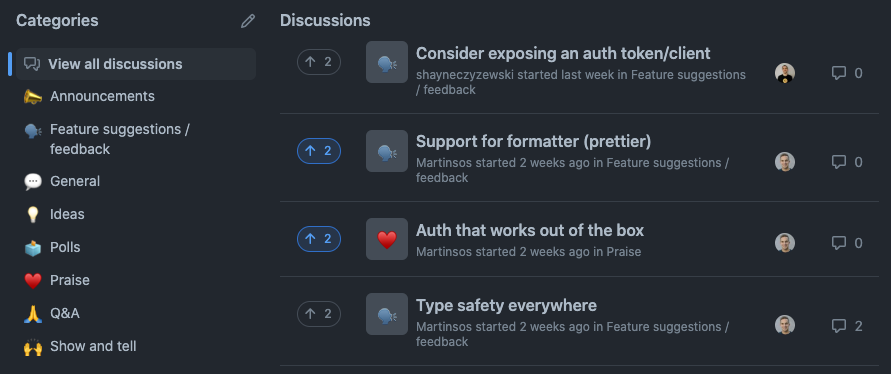 Categories
View all discussions
Announcements
Feature suggestions /
feedback
General
Ideas
Polls
Praise
Q&A
Show and tell
Discussions
2
Consider exposing an auth token/client
shayneczyzewski started last week in Feature suggestions
/ feedback
0
2
Support for formatter (prettier)
Martinsos started 2 weeks ago in Feature suggestions /
feedback
0
2
Auth that works out of the box
Martinsos started 2 weeks ago in Praise
0
2
Type safety everywhere
Martinsos started 2 weeks ago in Feature suggestions /
feedback
2